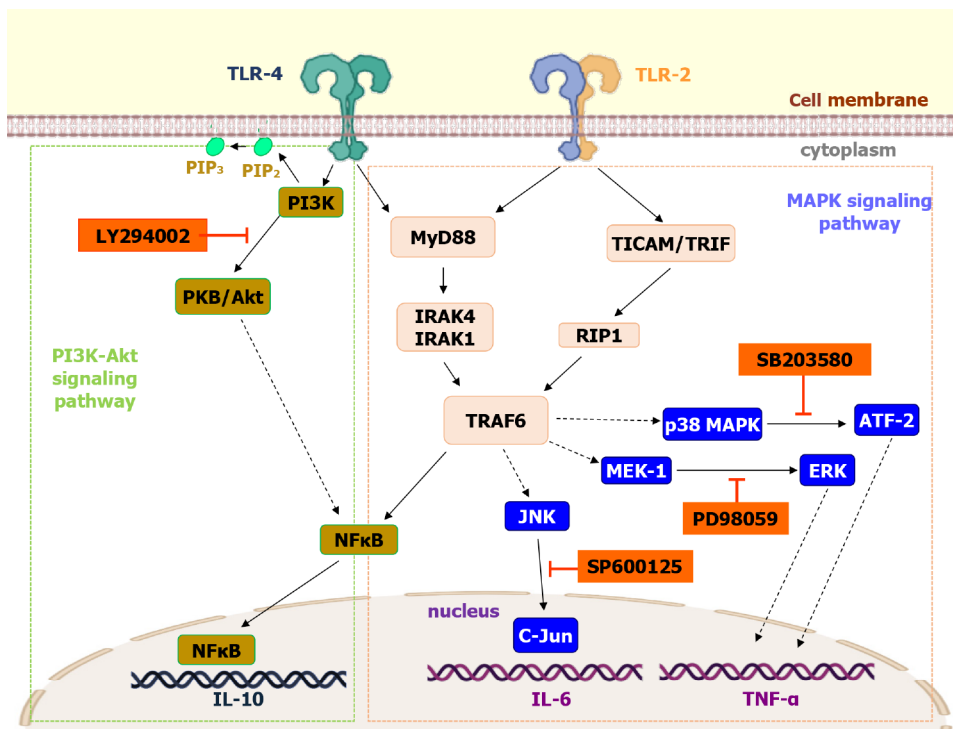 TLR-4
TLR-2
Cell membrane
cytoplasm
PIP₃
PIP₂
PI3K
MAPK signaling
pathway
LY294002
MyD88
TICAM/TRIF
PKB/Akt
IRAK4
IRAK1
RIP1
PI3K-Akt
signaling
pathway
SB203580
TRAF6
p38 MAPK
ATF-2
MEK-1
ERK
JNK
PD98059
NFκB
SP600125
nucleus
C-Jun
NFκB
IL-10
IL-6
TNF-α